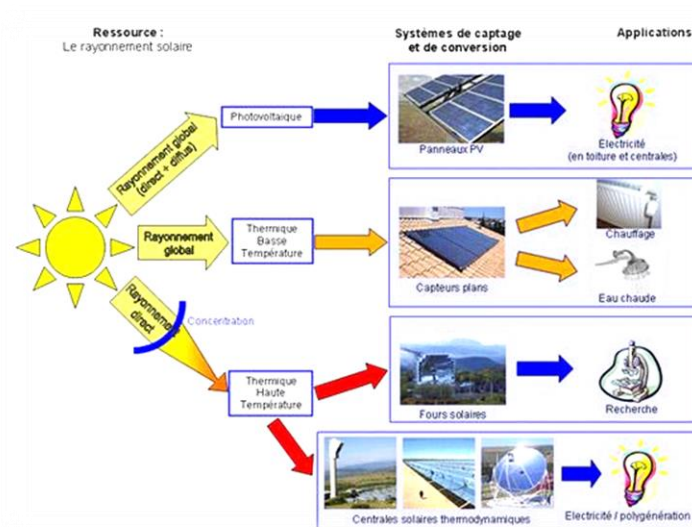 Ressource :
Le rayonnement solaire
Systèmes de captage
et de conversion
Applications
Rayonnement global
(direct + diffus)
Photovoltaïque
Panneaux PV
Électricité
(en toiture et centrales)
Rayonnement
global
Thermique
Basse
Température
Capteurs plans
Chauffage
Eau chaude
Rayonnement
direct
Concentration
Thermique
Haute
Température
Fours solaires
Recherche
Centrales solaires thermodynamiques
Electricité / polygénération